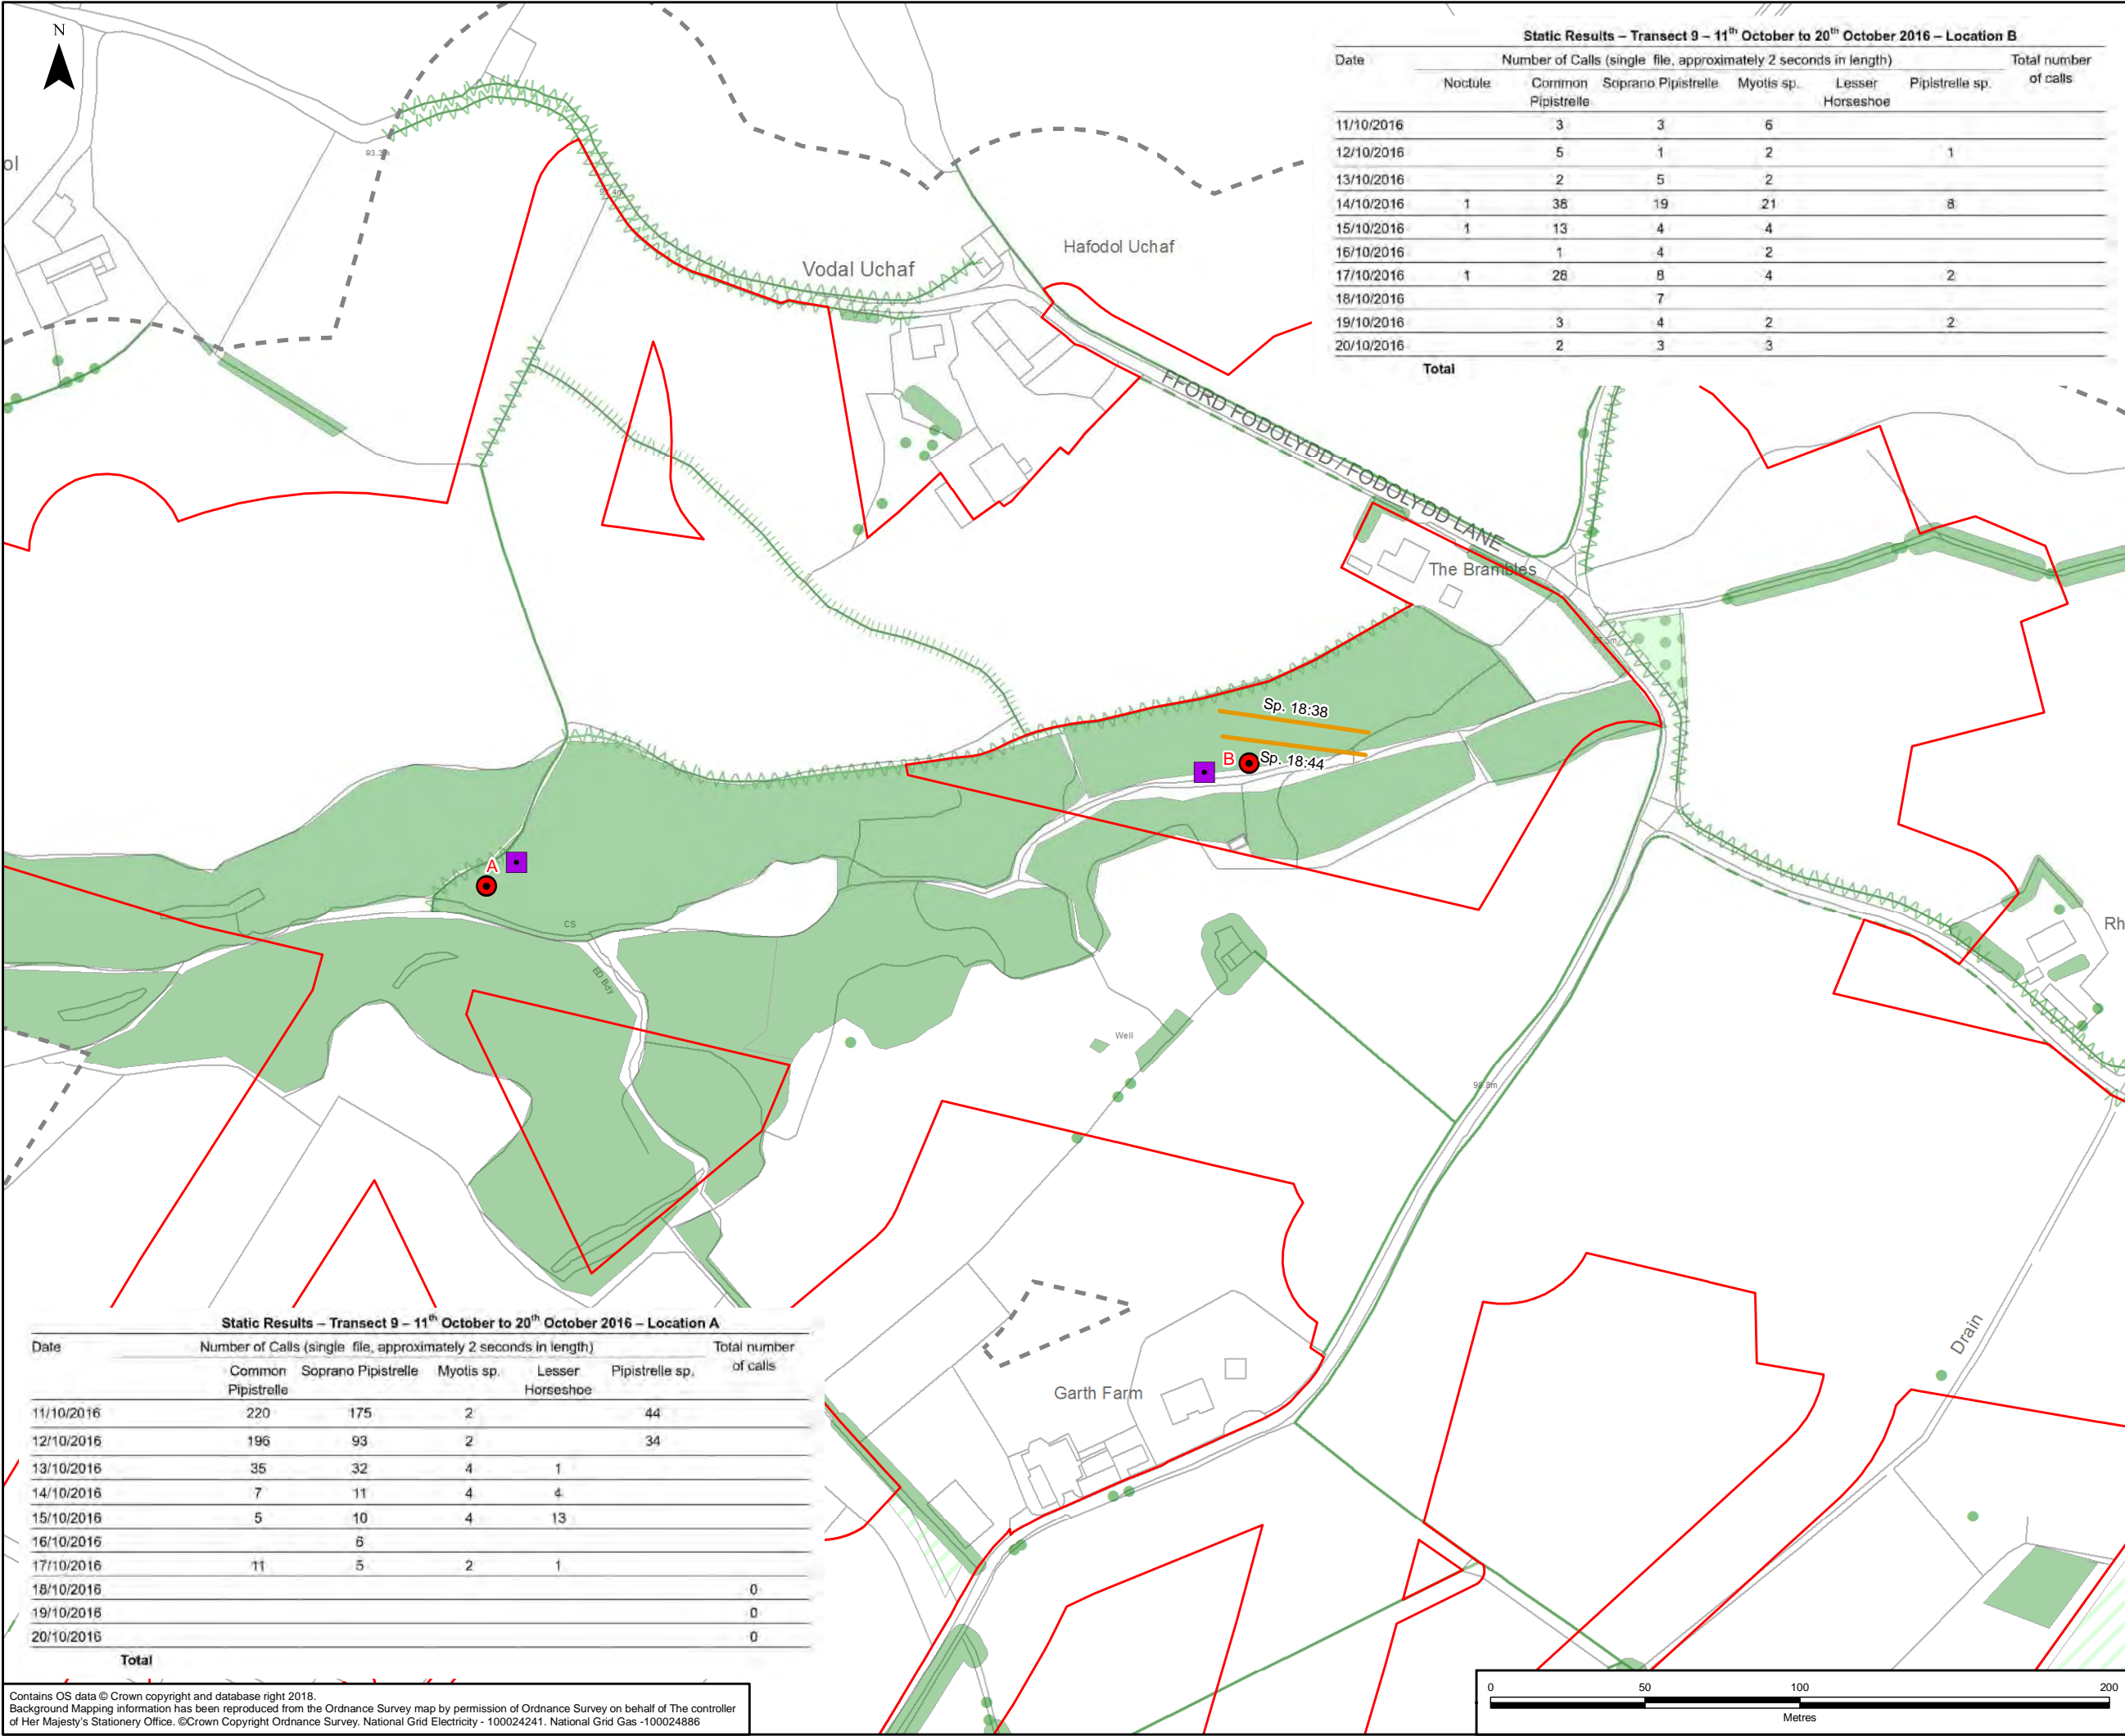 N
Static Results – Transect 9 – 11th October to 20th October 2016 – Location B
Date Number of Calls (single file, approximately 2 seconds in length) Total number of calls
Noctule Common Pipistrelle Soprano Pipistrelle Myotis sp. Lesser Horseshoe Pipistrelle sp.
11/10/2016 3 3 6
12/10/2016 5 1 2 1
13/10/2016 2 5 2
14/10/2016 1 38 19 21 8
15/10/2016 1 13 4 4
16/10/2016 1 4 2
17/10/2016 1 28 8 4 2
18/10/2016 7
19/10/2016 3 4 2 2
20/10/2016 2 3 3
Total
ol
Hafodol Uchaf
Vodal Uchaf
FFORD FODOLYDD / FODOLYDD LANE
The Brambles
Sp. 18:38
B
Sp. 18:44
A
CS
ED Bdy
Rh
Well
Garth Farm
Drain
Static Results – Transect 9 – 11th October to 20th October 2016 – Location A
Date Number of Calls (single file, approximately 2 seconds in length) Total number of calls
Common Pipistrelle Soprano Pipistrelle Myotis sp. Lesser Horseshoe Pipistrelle sp.
11/10/2016 220 175 2 44
12/10/2016 196 93 2 34
13/10/2016 35 32 4 1
14/10/2016 7 11 4 4
15/10/2016 5 10 4 13
16/10/2016 6
17/10/2016 11 5 2 1
18/10/2016 0
19/10/2016 0
20/10/2016 0
Total
Contains OS data © Crown copyright and database right 2018.
Background Mapping information has been reproduced from the Ordnance Survey map by permission of Ordnance Survey on behalf of The controller
of Her Majesty's Stationery Office. ©Crown Copyright Ordnance Survey. National Grid Electricity - 100024241. National Grid Gas -100024886
0 50 100 200
Metres